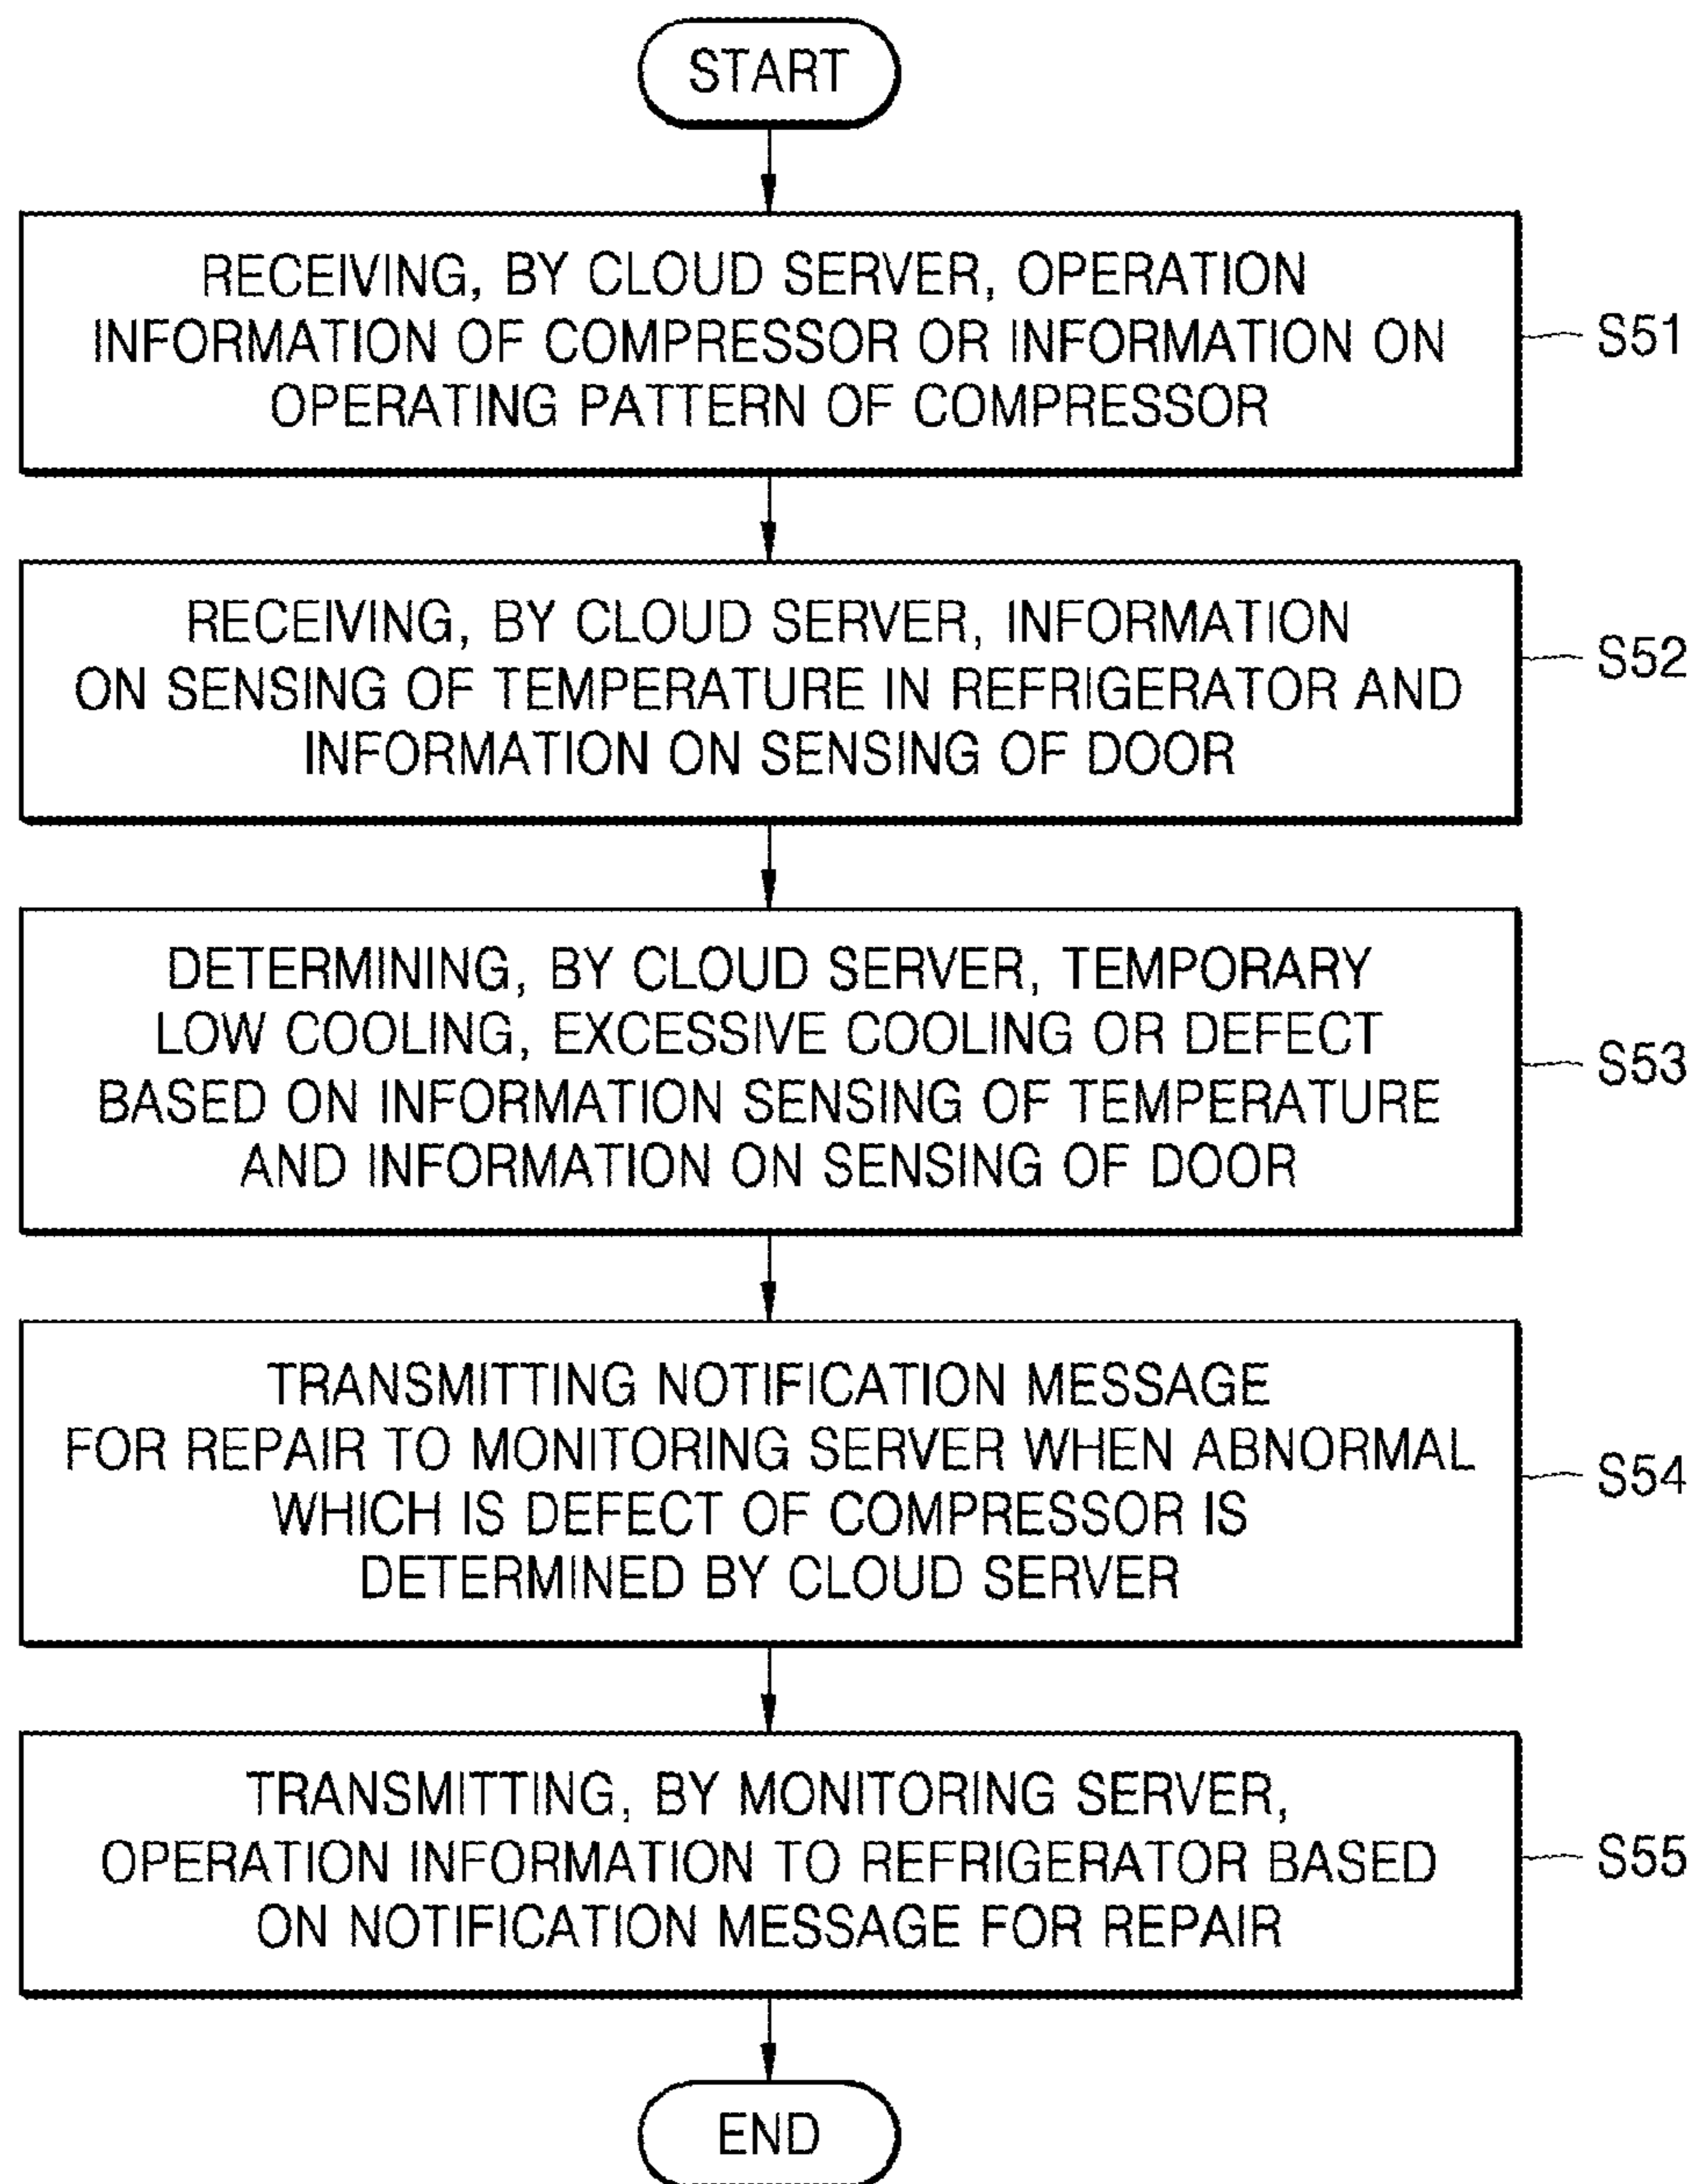 START
RECEIVING, BY CLOUD SERVER, OPERATION
INFORMATION OF COMPRESSOR OR INFORMATION ON
OPERATING PATTERN OF COMPRESSOR
S51
RECEIVING, BY CLOUD SERVER, INFORMATION
ON SENSING OF TEMPERATURE IN REFRIGERATOR AND
INFORMATION ON SENSING OF DOOR
S52
DETERMINING, BY CLOUD SERVER, TEMPORARY
LOW COOLING, EXCESSIVE COOLING OR DEFECT
BASED ON INFORMATION SENSING OF TEMPERATURE
AND INFORMATION ON SENSING OF DOOR
S53
TRANSMITTING NOTIFICATION MESSAGE
FOR REPAIR TO MONITORING SERVER WHEN ABNORMAL
WHICH IS DEFECT OF COMPRESSOR IS
DETERMINED BY CLOUD SERVER
S54
TRANSMITTING, BY MONITORING SERVER,
OPERATION INFORMATION TO REFRIGERATOR BASED
ON NOTIFICATION MESSAGE FOR REPAIR
S55
END